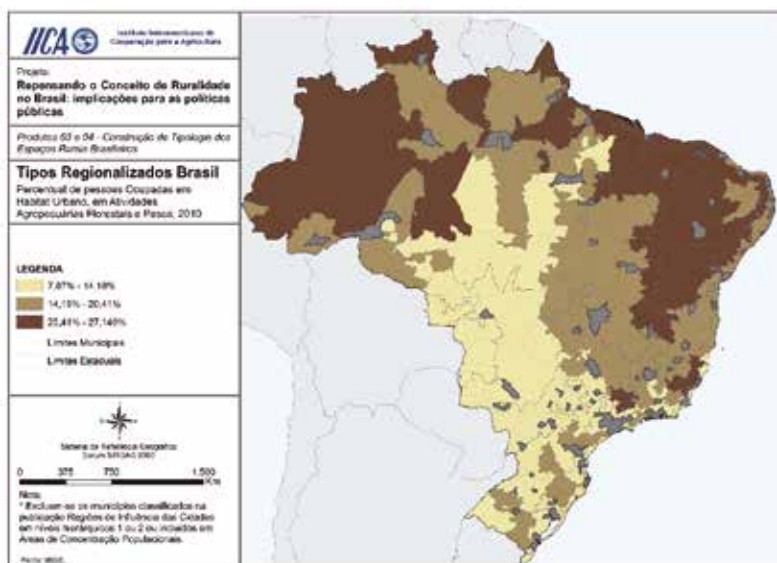 IICA
Instituto Interamericano de
Cooperação para a Agricultura
Projeto:
Repensando o Conceito de Ruralidade
no Brasil: implicações para as políticas
públicas
Produtos 03 e 04 - Construção de Tipologia dos
Espaços Rurais Brasileiros
Tipos Regionalizados Brasil
Percentual de pessoas Ocupadas em
Habitat Urbano, em Atividades
Agropecuárias Florestais e Pesca, 2010
LEGENDA
7,87% - 14,18%
14,19% - 20,41%
20,41% - 27,140%
Limites Municipais
Limites Estaduais
Sistema de Referência Geográfico
Datum SIRGAS 2000
0 375 750 1.500
Km
Nota:
* Excluem-se os municípios classificados na
publicação Regiões de Influência das Cidades
em níveis hierárquicos 1 ou 2 ou incluídos em
Áreas de Concentração Populacionais.